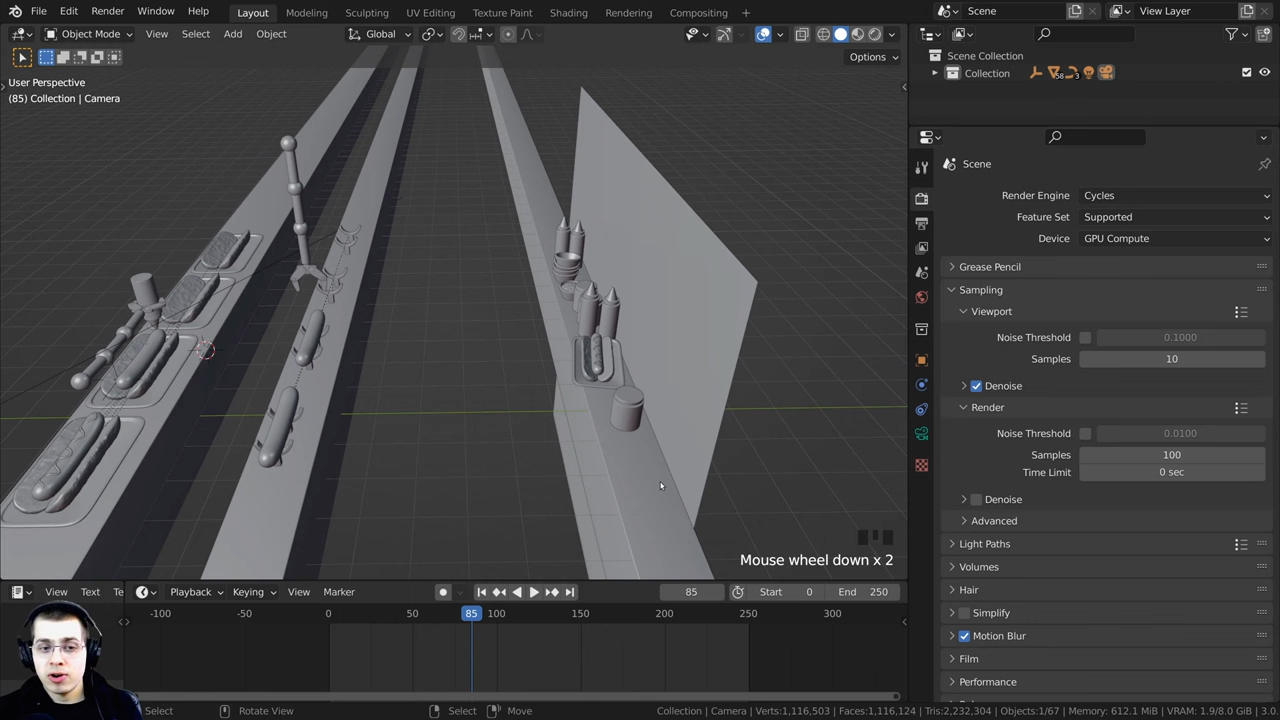 File Edit Render Window Help
Layout Modeling Sculpting UV Editing Texture Paint Shading Rendering Compositing +
Scene View Layer
Object Mode View Select Add Object Global
Options
User Perspective
(85) Collection | Camera
Mouse wheel down x 2
Scene Collection
Collection 58 3
Scene
Render Engine Cycles
Feature Set Supported
Device GPU Compute
Grease Pencil
Sampling
Viewport
Noise Threshold 0.1000
Samples 10
Denoise
Render
Noise Threshold 0.0100
Samples 100
Time Limit 0 sec
Denoise
Advanced
Light Paths
Volumes
Hair
Simplify
Motion Blur
Film
Performance
View Text Te Playback Keying View Marker 85 Start 0 End 250
-100 -50 0 50 85 100 150 200 250 300
Select Rotate View Select Move Collection | Camera Verts:1,116,503 | Faces:1,116,124 | Tris:2,232,304 | Objects:1/67 | Memory: 612.1 MiB | VRAM: 1.9/8.0 GiB | 3.0